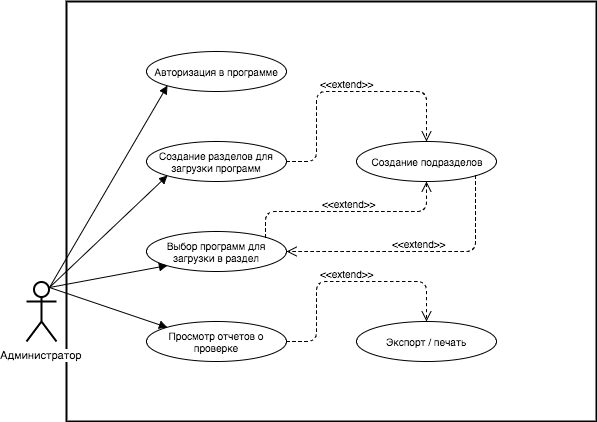 Авторизация в программе
<<extend>>
Создание разделов для
загрузки программ
Создание подразделов
<<extend>>
Выбор программ для
загрузки в раздел
<<extend>>
<<extend>>
Просмотр отчетов о
проверке
Экспорт / печать
Администратор